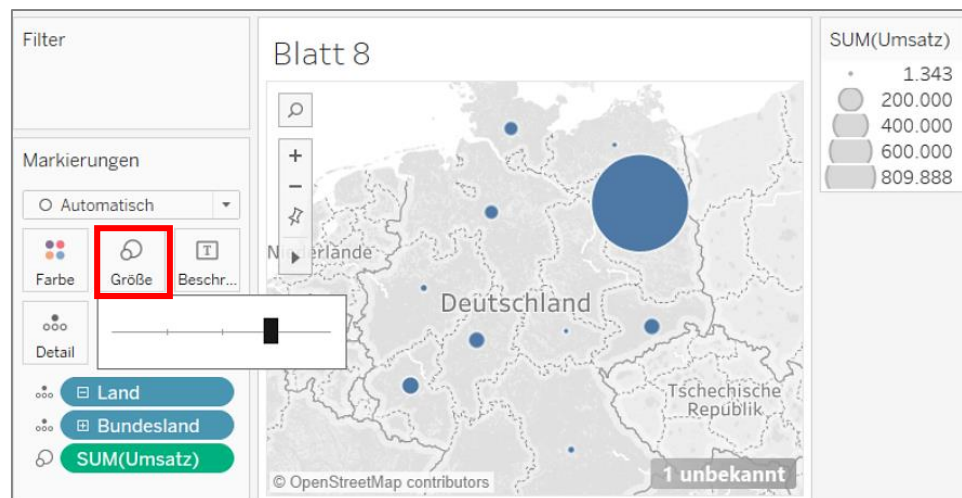 Filter
Markierungen
Automatisch
Farbe
Größe
T
Beschr...
Detail
Land
Bundesland
SUM(Umsatz)
Blatt 8
Deutschland
Tschechische
Republik
© OpenStreetMap contributors
1 unbekannt
SUM(Umsatz)
1.343
200.000
400.000
600.000
809.888